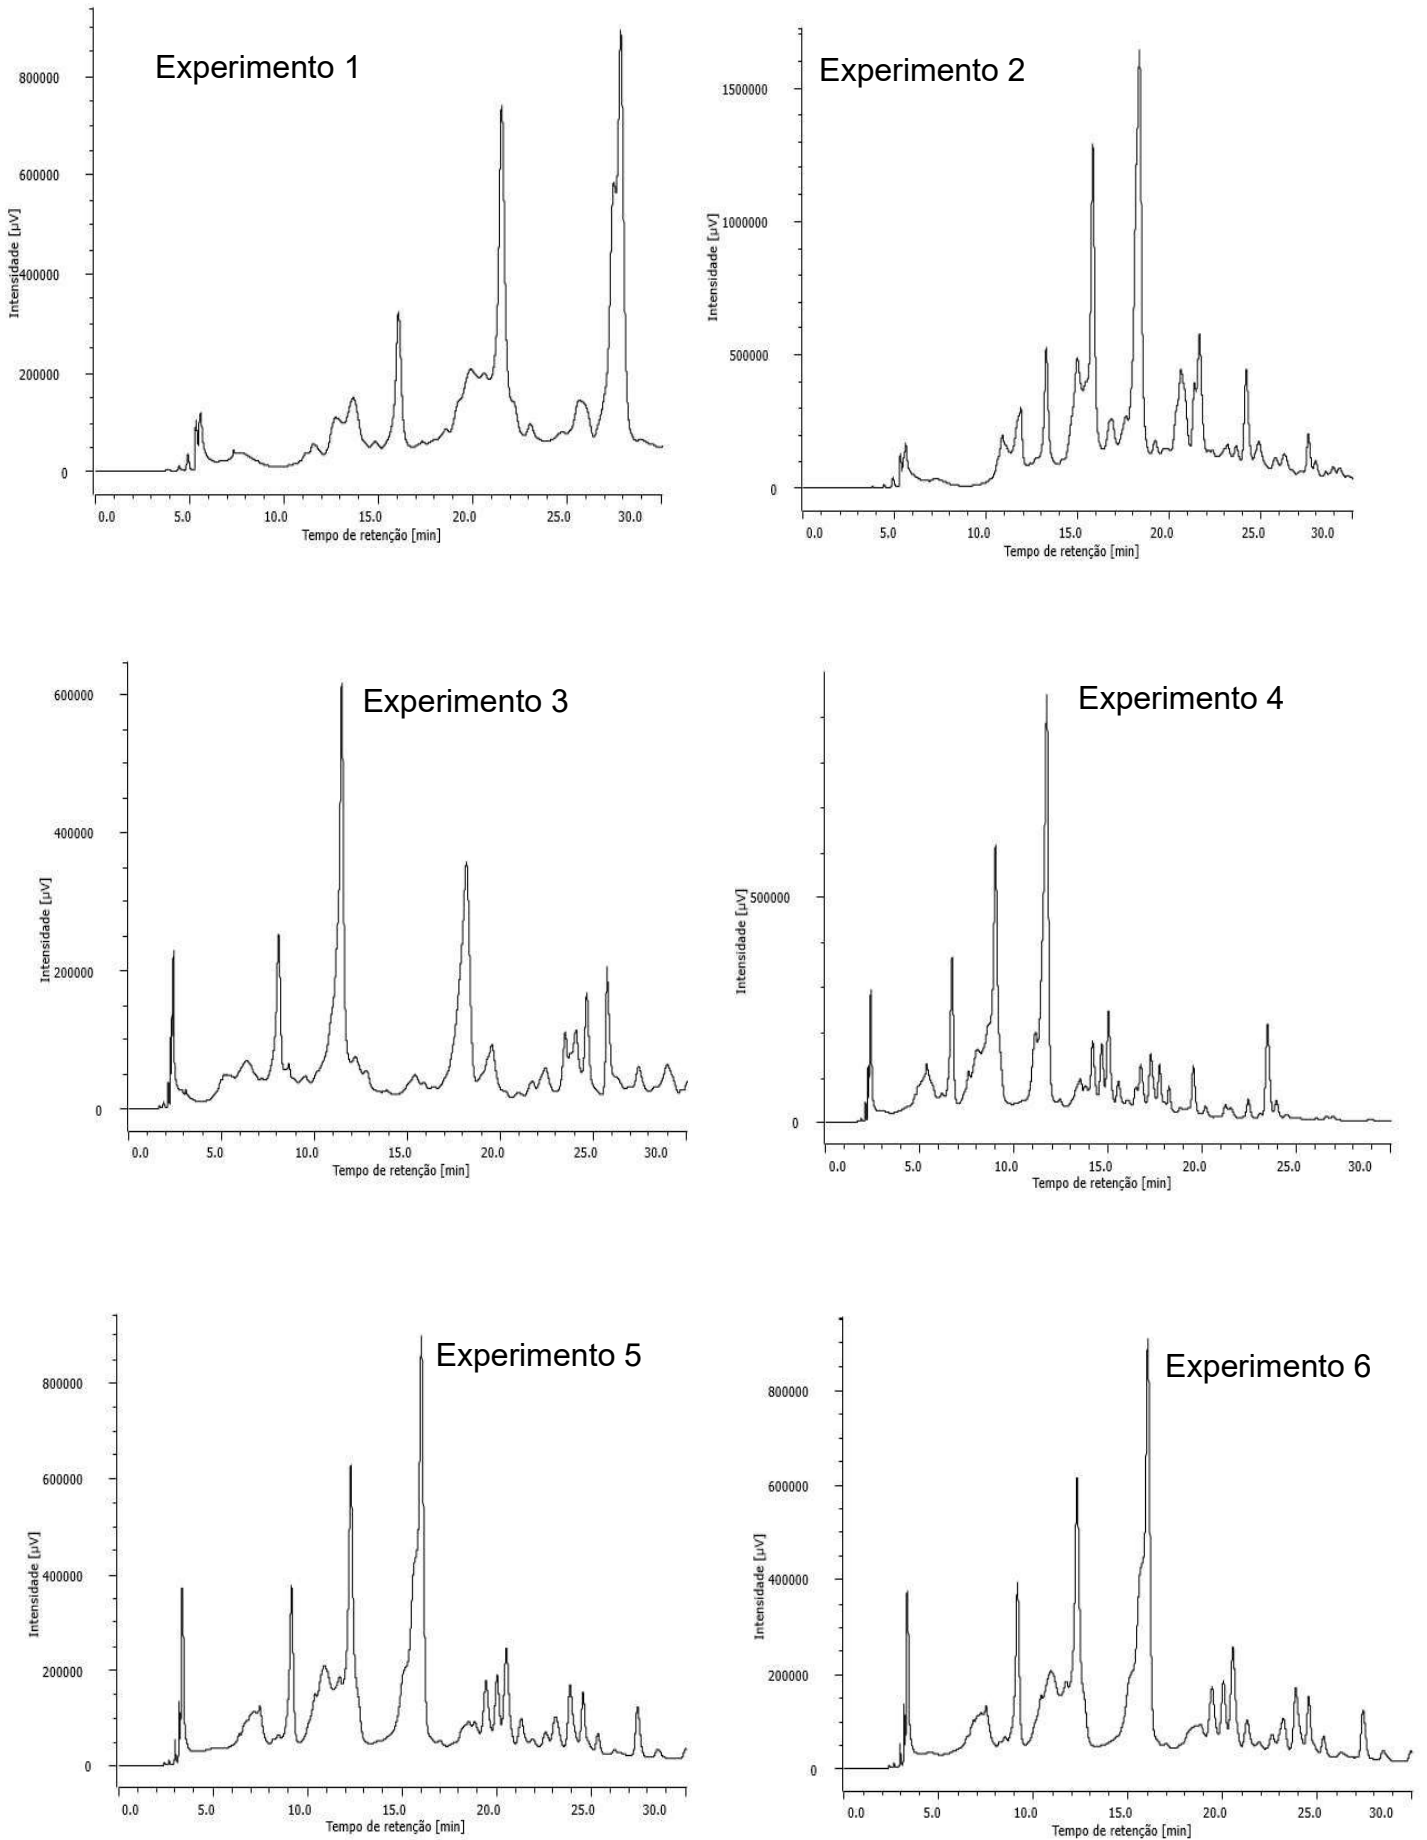 Experimento 1
Intensidade [µV]
800000
600000
400000
200000
0
0.0 5.0 10.0 15.0 20.0 25.0 30.0
Tempo de retenção [min]
Experimento 2
Intensidade [µV]
1500000
1000000
500000
0
0.0 5.0 10.0 15.0 20.0 25.0 30.0
Tempo de retenção [min]
Experimento 3
Intensidade [µV]
600000
400000
200000
0
0.0 5.0 10.0 15.0 20.0 25.0 30.0
Tempo de retenção [min]
Experimento 4
Intensidade [µV]
500000
0
0.0 5.0 10.0 15.0 20.0 25.0 30.0
Tempo de retenção [min]
Experimento 5
Intensidade [µV]
800000
600000
400000
200000
0
0.0 5.0 10.0 15.0 20.0 25.0 30.0
Tempo de retenção [min]
Experimento 6
Intensidade [µV]
800000
600000
400000
200000
0
0.0 5.0 10.0 15.0 20.0 25.0 30.0
Tempo de retenção [min]